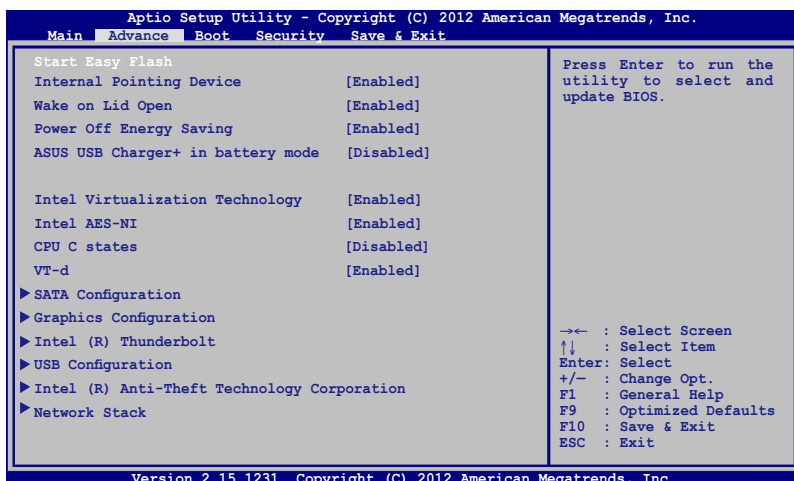 Aptio Setup Utility - Copyright (C) 2012 American Megatrends, Inc.
Main Advance Boot Security Save & Exit
Start Easy Flash
Internal Pointing Device [Enabled]
Wake on Lid Open [Enabled]
Power Off Energy Saving [Enabled]
ASUS USB Charger+ in battery mode [Disabled]
Intel Virtualization Technology [Enabled]
Intel AES-NI [Enabled]
CPU C states [Disabled]
VT-d [Enabled]
SATA Configuration
Graphics Configuration
Intel (R) Thunderbolt
USB Configuration
Intel (R) Anti-Theft Technology Corporation
Network Stack
Press Enter to run the
utility to select and
update BIOS.
→← : Select Screen
↑↓ : Select Item
Enter: Select
+/— : Change Opt.
F1 : General Help
F9 : Optimized Defaults
F10 : Save & Exit
ESC : Exit
Version 2.15.1231. Copyright (C) 2012 American Megatrends, Inc.